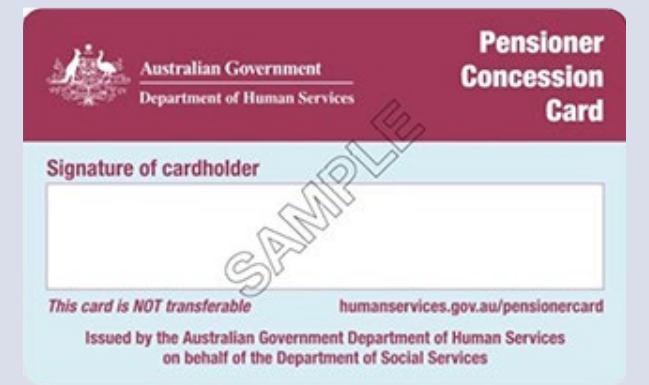 Australian Government
Department of Human Services
Pensioner
Concession
Card
Signature of cardholder
SAMPLE
This card is NOT transferable
humanservices.gov.au/pensionercard
Issued by the Australian Government Department of Human Services
on behalf of the Department of Social Services